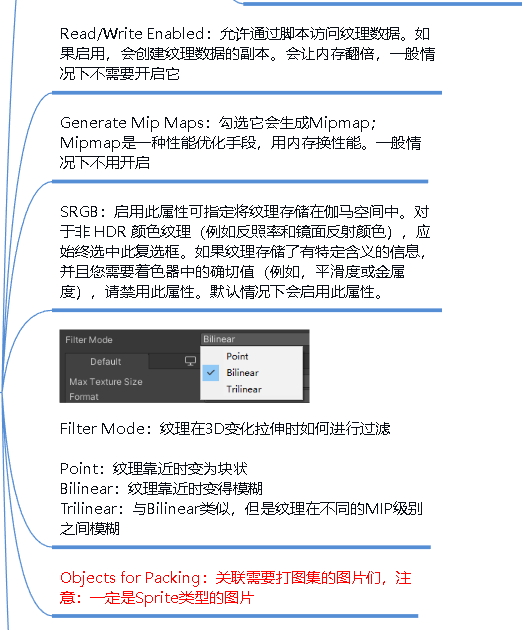 Read/Write Enabled：允许通过脚本访问纹理数据。如
果启用，会创建纹理数据的副本。会让内存翻倍，一般情
况下不需要开启它
Generate Mip Maps：勾选它会生成Mipmap；
Mipmap是一种性能优化手段，用内存换性能。一般情
况下不用开启
SRGB：启用此属性可指定将纹理存储在伽马空间中。对
于非 HDR 颜色纹理（例如反照率和镜面反射颜色），应
始终选中此复选框。如果纹理存储了有特定含义的信息，
并且您需要着色器中的确切值（例如，平滑度或金属
度），请禁用此属性。默认情况下会启用此属性。
Filter Mode Bilinear
Point
Default
Bilinear
Max Texture Size
Trilinear
Format
Filter Mode：纹理在3D变化拉伸时如何进行过滤
Point：纹理靠近时变为块状
Bilinear：纹理靠近时变得模糊
Trilinear：与Bilinear类似，但是纹理在不同的MIP级别
之间模糊
Objects for Packing：关联需要打图集的图片们，注
意：一定是Sprite类型的图片